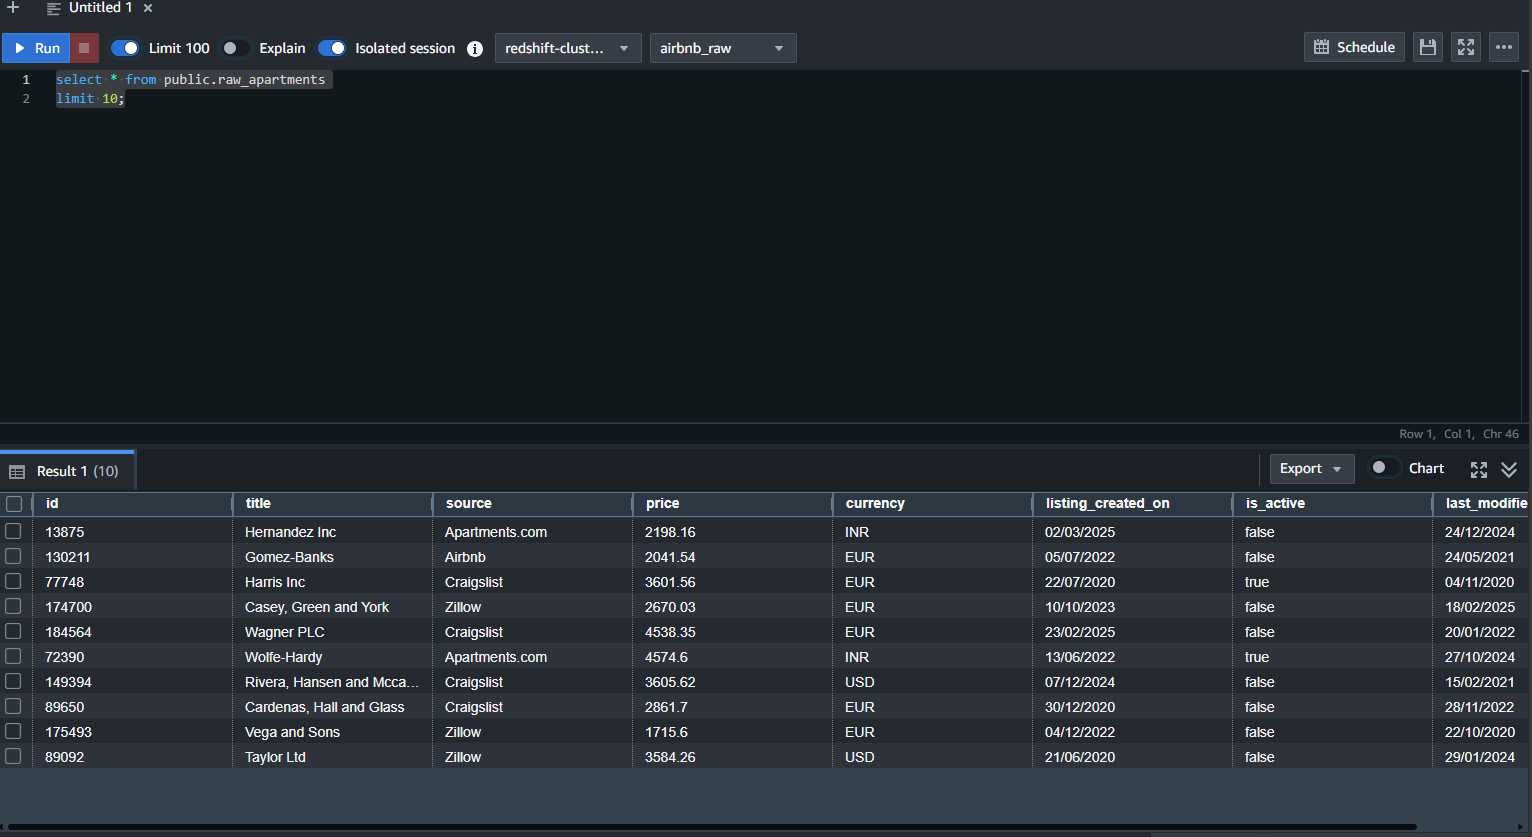 Untitled 1
Run Limit 100 Explain Isolated session redshift-clust... airbnb_raw Schedule
1 select * from public.raw_apartments
2 limit 10;
Row 1, Col 1, Chr 46
Result 1 (10) Export Chart
id title source price currency listing_created_on is_active last_modifie
13875 Hernandez Inc Apartments.com 2198.16 INR 02/03/2025 false 24/12/2024
130211 Gomez-Banks Airbnb 2041.54 EUR 05/07/2022 false 24/05/2021
77748 Harris Inc Craigslist 3601.56 EUR 22/07/2020 true 04/11/2020
174700 Casey, Green and York Zillow 2670.03 EUR 10/10/2023 false 18/02/2025
184564 Wagner PLC Craigslist 4538.35 EUR 23/02/2025 false 20/01/2022
72390 Wolfe-Hardy Apartments.com 4574.6 INR 13/06/2022 true 27/10/2024
149394 Rivera, Hansen and Mcca... Craigslist 3605.62 USD 07/12/2024 false 15/02/2021
89650 Cardenas, Hall and Glass Craigslist 2861.7 EUR 30/12/2020 false 28/11/2022
175493 Vega and Sons Zillow 1715.6 EUR 04/12/2022 false 22/10/2020
89092 Taylor Ltd Zillow 3584.26 USD 21/06/2020 false 29/01/2024